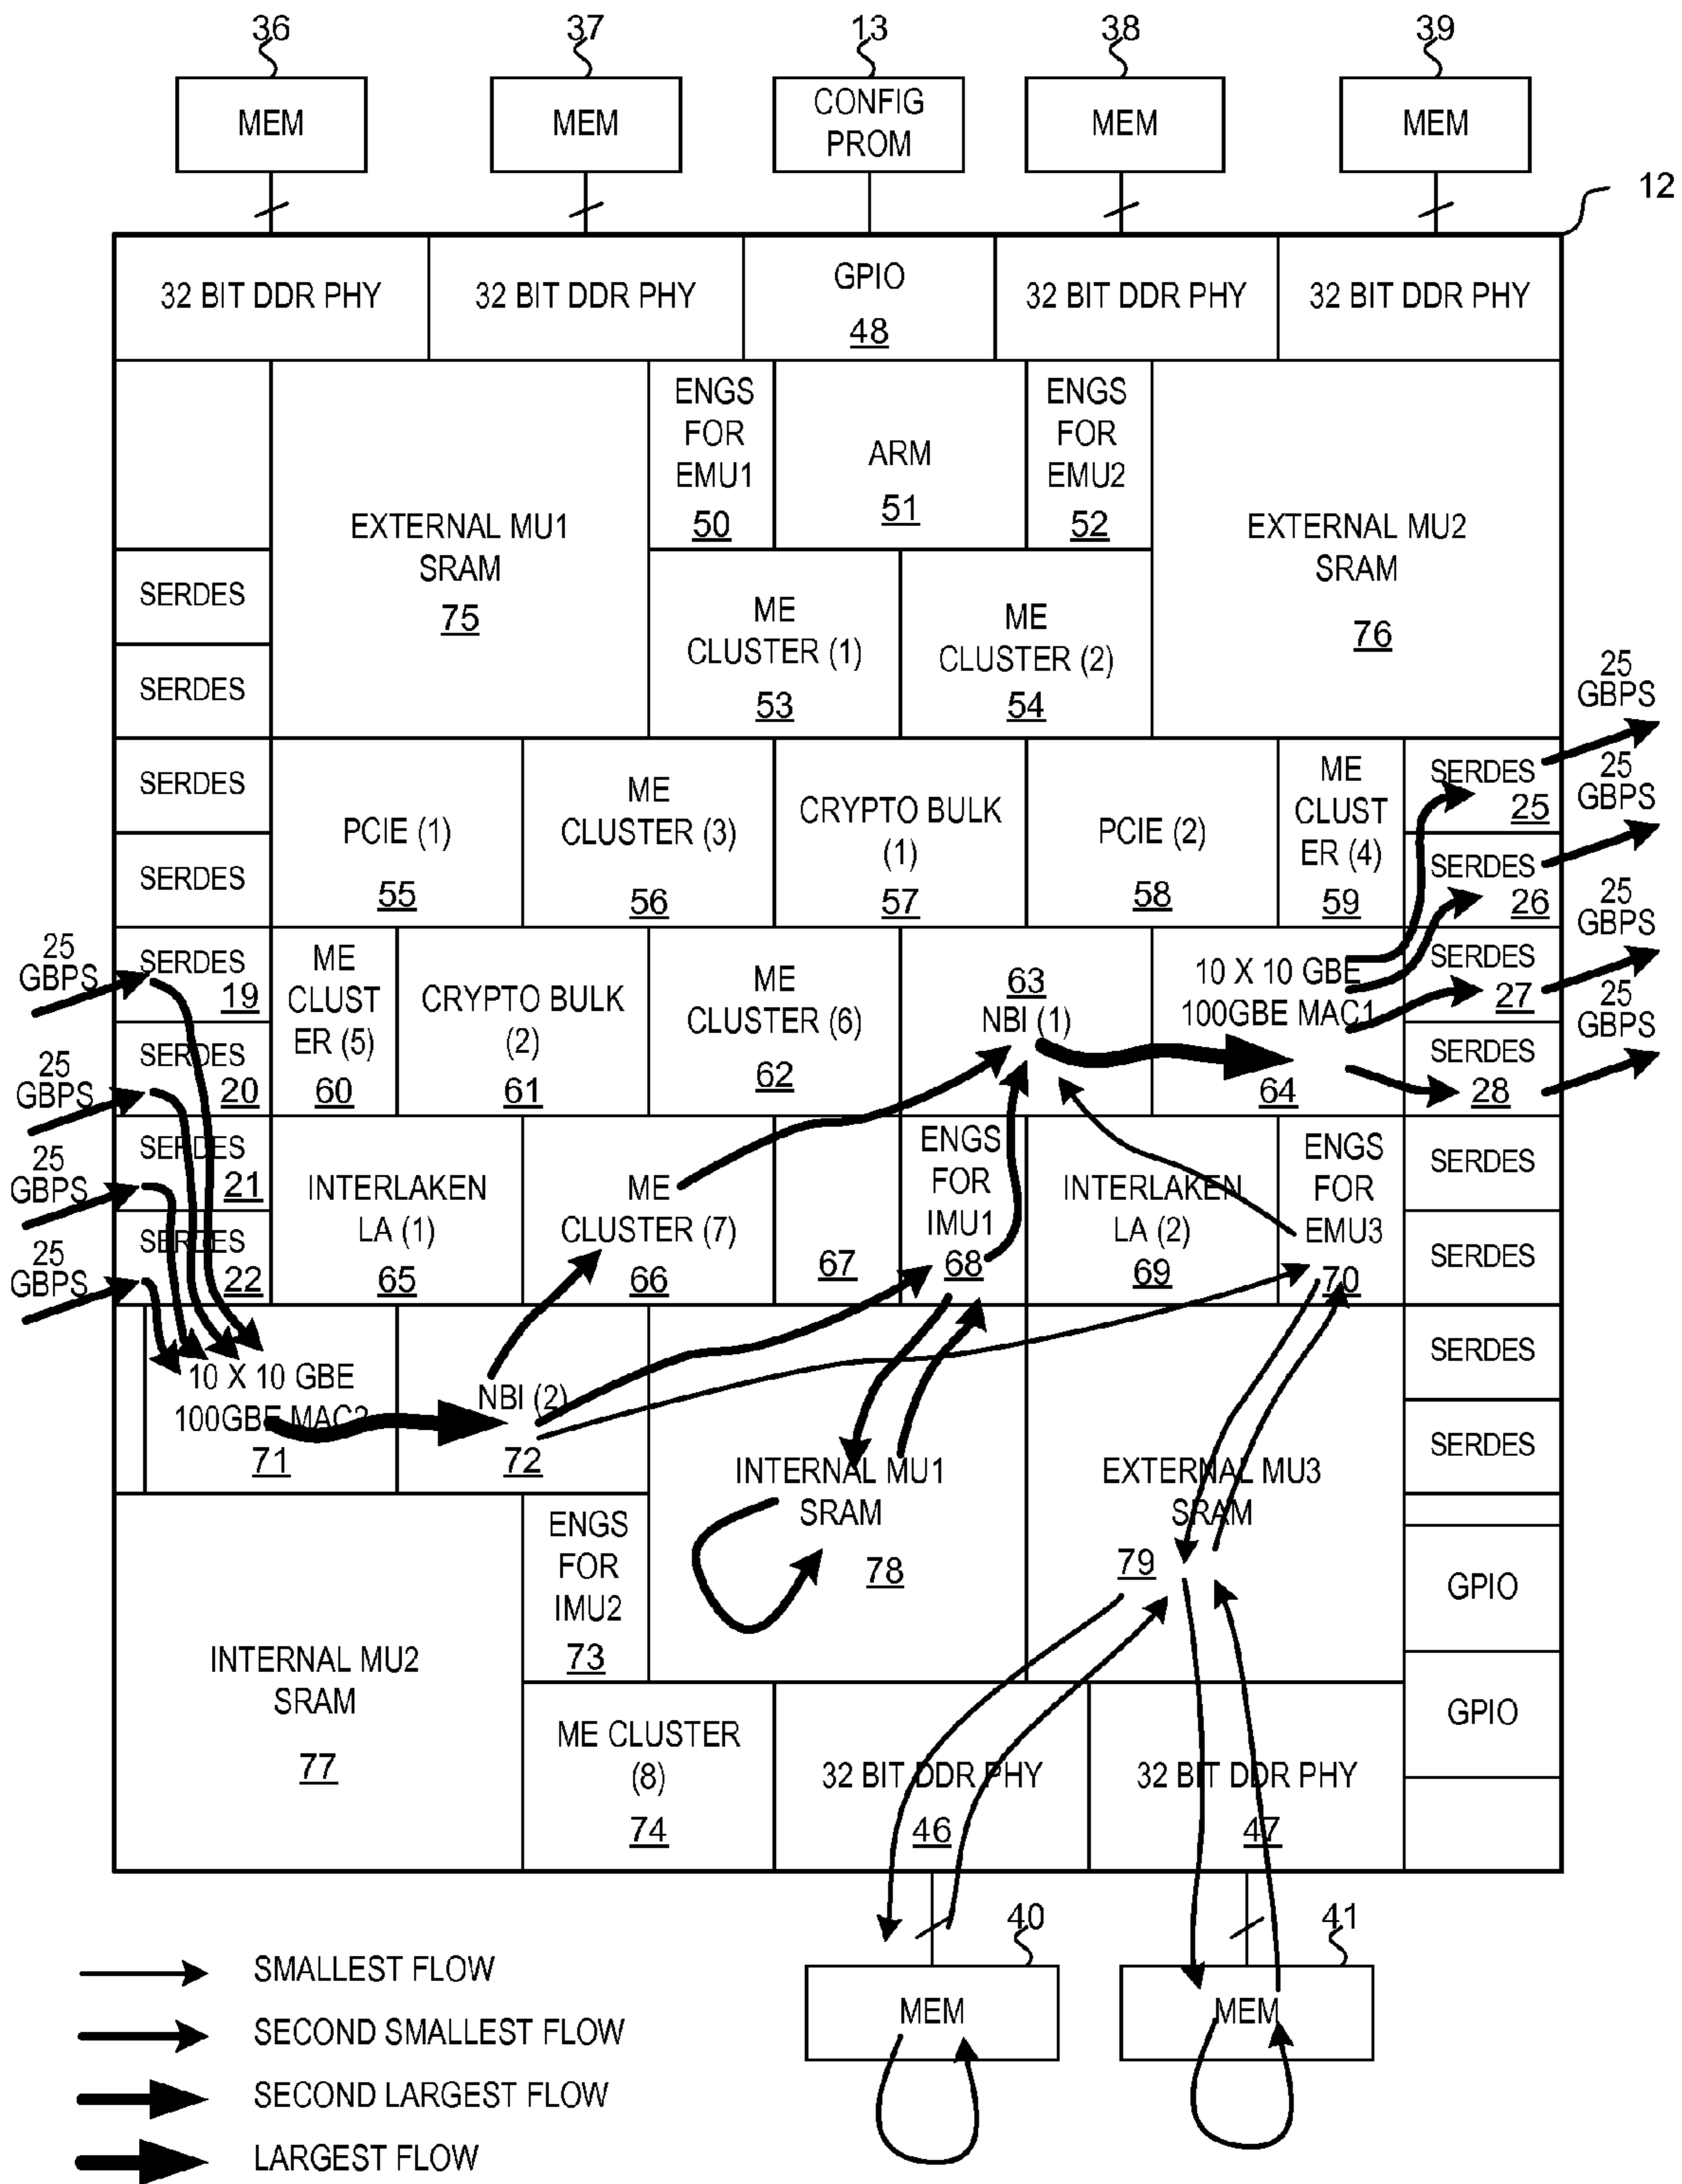 36
37
13
38
39
MEM
MEM
CONFIG
PROM
MEM
MEM
12
32 BIT DDR PHY
32 BIT DDR PHY
GPIO
48
32 BIT DDR PHY
32 BIT DDR PHY
EXTERNAL MU1
SRAM
75
ENGS
FOR
EMU1
50
ARM
51
ENGS
FOR
EMU2
52
EXTERNAL MU2
SRAM
76
SERDES
SERDES
ME
CLUSTER (1)
53
ME
CLUSTER (2)
54
SERDES
SERDES
PCIE (1)
55
ME
CLUSTER (3)
56
CRYPTO BULK
(1)
57
PCIE (2)
58
ME
CLUST
ER (4)
59
SERDES
25
SERDES
26
25
GBPS
25
GBPS
25
GBPS
25
GBPS
25
GBPS
25
GBPS
25
GBPS
25
GBPS
SERDES
19
SERDES
20
ME
CLUST
ER (5)
60
CRYPTO BULK
(2)
61
ME
CLUSTER (6)
62
63
NBI (1)
10 X 10 GBE
100GBE MAC1
64
SERDES
27
SERDES
28
SERDES
21
SERDES
22
INTERLAKEN
LA (1)
65
ME
CLUSTER (7)
66
67
ENGS
FOR
IMU1
68
INTERLAKEN
LA (2)
69
ENGS
FOR
EMU3
70
SERDES
SERDES
10 X 10 GBE
100GBE MAC2
71
NBI (2)
72
INTERNAL MU1
SRAM
78
EXTERNAL MU3
SRAM
79
SERDES
SERDES
INTERNAL MU2
SRAM
77
ENGS
FOR
IMU2
73
GPIO
GPIO
ME CLUSTER
(8)
74
32 BIT DDR PHY
46
32 BIT DDR PHY
47
40
41
MEM
MEM
SMALLEST FLOW
SECOND SMALLEST FLOW
SECOND LARGEST FLOW
LARGEST FLOW